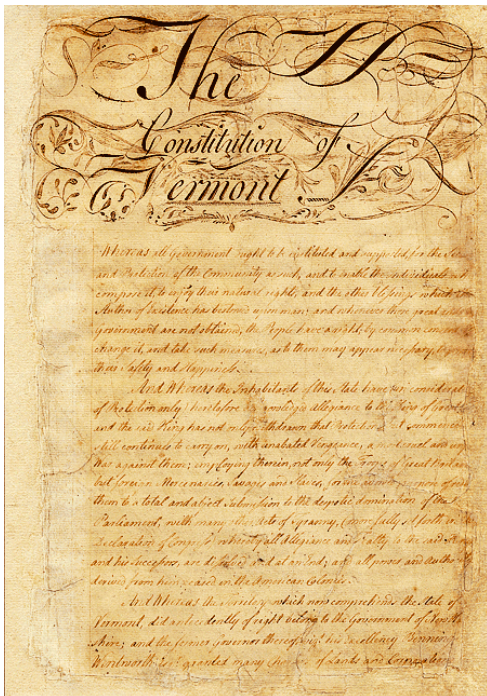 The
Constitution of
Vermont
Whereas all Government ought to be instituted and supported, for the
and Protection of the Community as such, and to enable the individuals
compose it, to enjoy their natural rights, and the other blessings which
Author of Existence has bestowed upon man; and whenever those great
government are not obtained, the People have a right, by common consent
change it, and take such measures, as to them may appear necessary to
their Safety and Happiness.
And Whereas the Inhabitants of this State have
of Protection only heretofore acknowledged allegiance to the King of
and the said King has not only withdrawn that Protection but commenced
still continues to carry on, with unabated Vengeance, a most cruel and
War against them; employing therein, not only the Troops of Great Britain
but foreign Mercenaries, Savages and Slaves, for the purpose of
them to a total and abject Submission to the despotic domination of the
Parliament, with many other Acts of Tyranny, (more fully set forth in the
Declaration of Congress) whereby all Allegiance and Fealty to the said
and his Successors, are dissolved and at an End; and all power and
derived from him ceased in the American Colonies.
And Whereas the Territory which now comprehends the State of
Vermont, did antecedently of right belong to the Government of
shire; and the former Governor thereof, his Excellency Benning
Wentworth granted many of Lands and